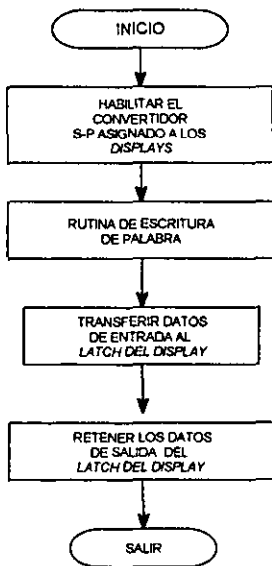 INICIO
HABILITAR EL
CONVERTIDOR
S-P ASIGNADO A LOS
DISPLAYS
RUTINA DE ESCRITURA
DE PALABRA
TRANSFERIR DATOS
DE ENTRADA AL
LATCH DEL DISPLAY
RETENER LOS DATOS
DE SALIDA DEL
LATCH DEL DISPLAY
SALIR